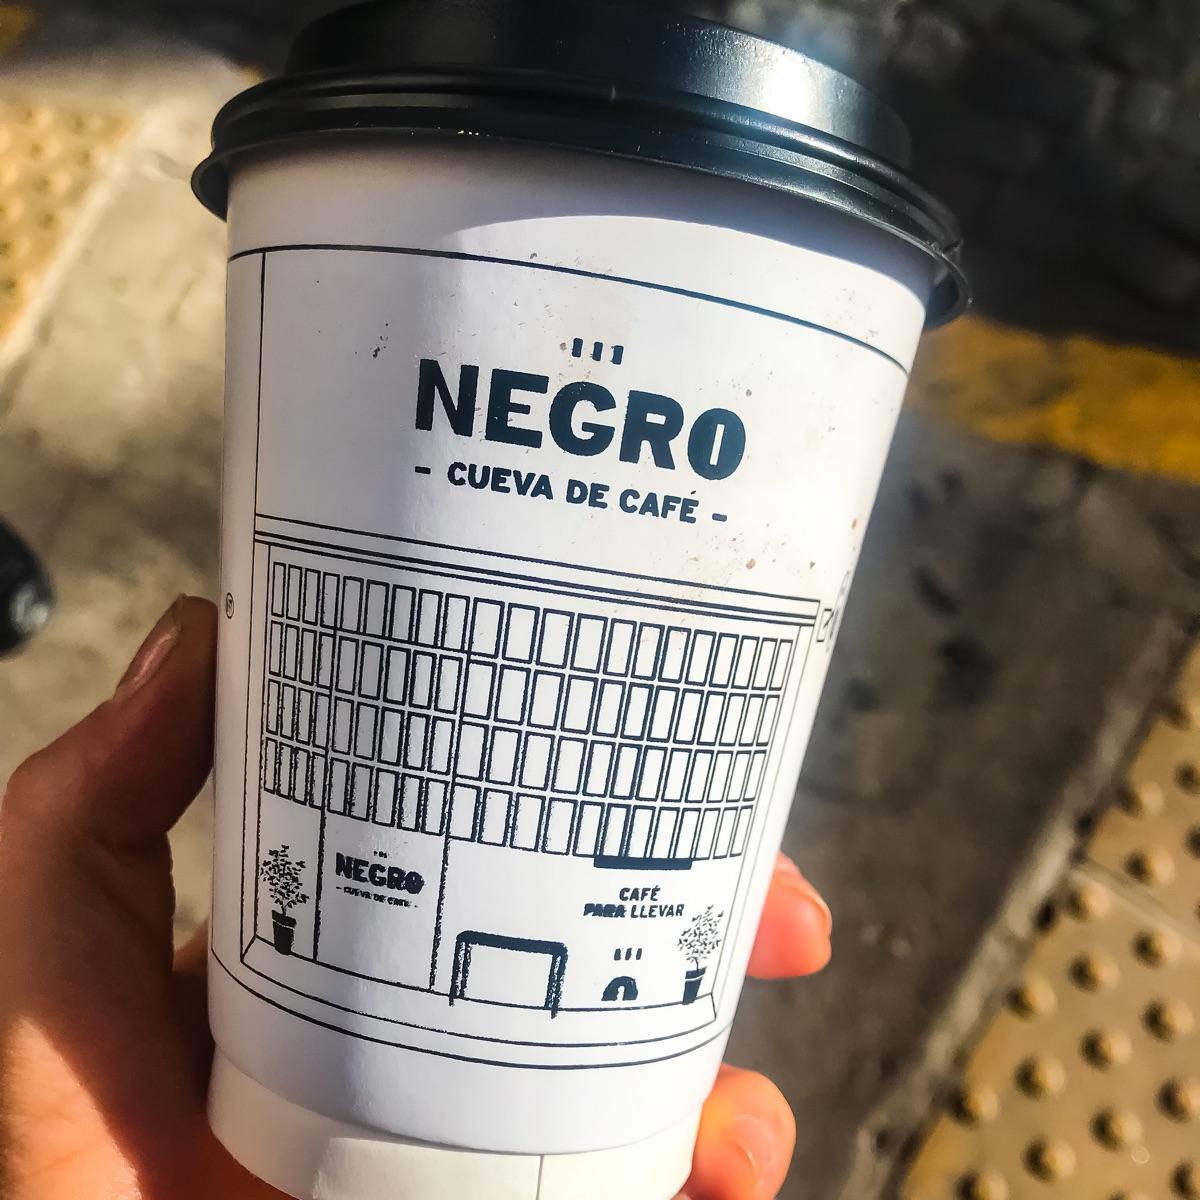 NEGRO
- CUEVA DE CAFÉ -
NEGRO
- CUEVA DE CAFÉ -
CAFÉ
PARA LLEVAR